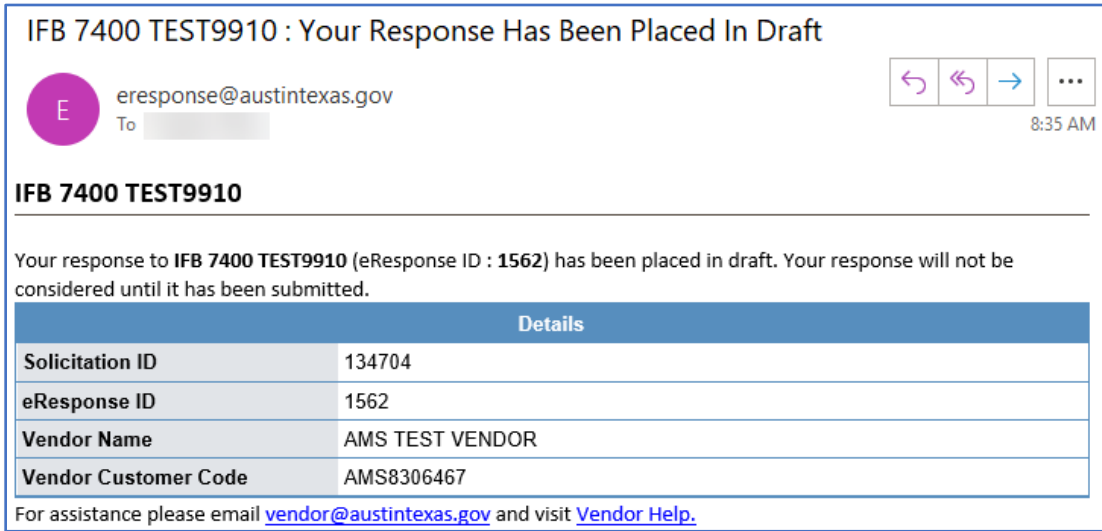 IFB 7400 TEST9910 : Your Response Has Been Placed In Draft
E
eresponse@austintexas.gov
To
8:35 AM
IFB 7400 TEST9910
Your response to IFB 7400 TEST9910 (eResponse ID : 1562) has been placed in draft. Your response will not be
considered until it has been submitted.
Details
Solicitation ID 134704
eResponse ID 1562
Vendor Name AMS TEST VENDOR
Vendor Customer Code AMS8306467
For assistance please email vendor@austintexas.gov and visit Vendor Help.